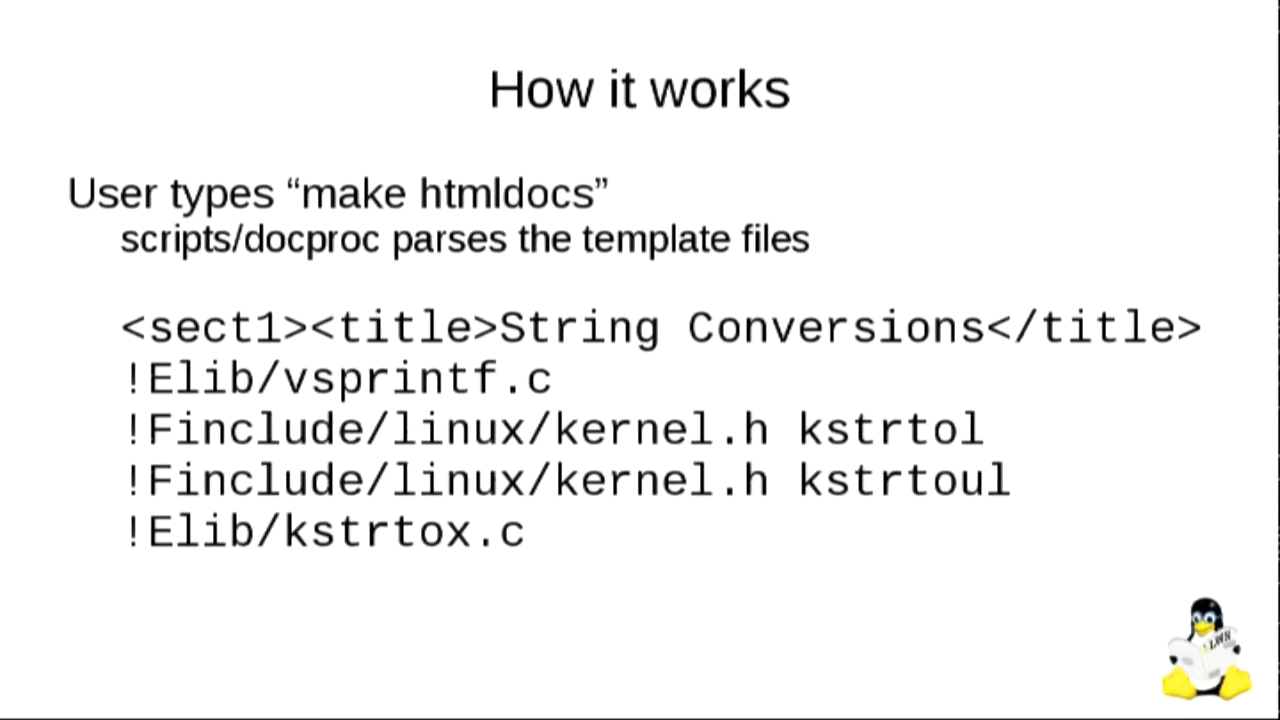 How it works
User types “make htmldocs”
scripts/docproc parses the template files
<sect1><title>String Conversions</title>
!Elib/vsprintf.c
!Finclude/linux/kernel.h kstrtol
!Finclude/linux/kernel.h kstrtoul
!Elib/kstrtox.c
LWN